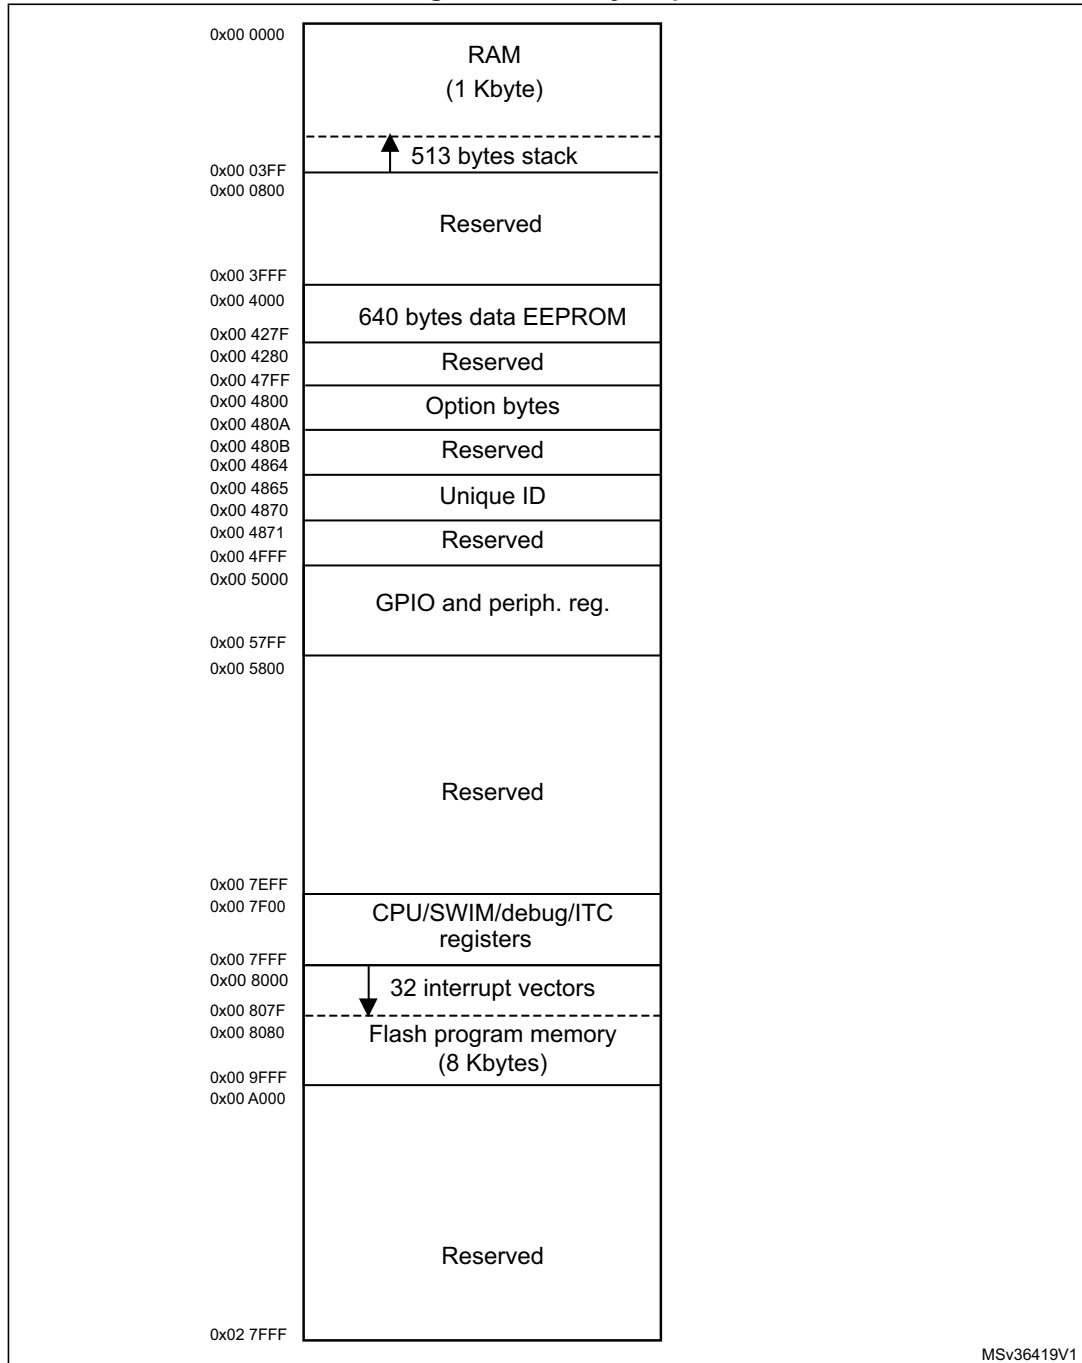 0x00 0000
RAM
(1 Kbyte)
513 bytes stack
0x00 03FF
0x00 0800
Reserved
0x00 3FFF
0x00 4000
640 bytes data EEPROM
0x00 427F
0x00 4280
Reserved
0x00 47FF
0x00 4800
Option bytes
0x00 480A
0x00 480B
Reserved
0x00 4864
0x00 4865
Unique ID
0x00 4870
0x00 4871
Reserved
0x00 4FFF
0x00 5000
GPIO and periph. reg.
0x00 57FF
0x00 5800
Reserved
0x00 7EFF
0x00 7F00
CPU/SWIM/debug/ITC
registers
0x00 7FFF
0x00 8000
32 interrupt vectors
0x00 807F
0x00 8080
Flash program memory
(8 Kbytes)
0x00 9FFF
0x00 A000
Reserved
0x02 7FFF
MSv36419V1